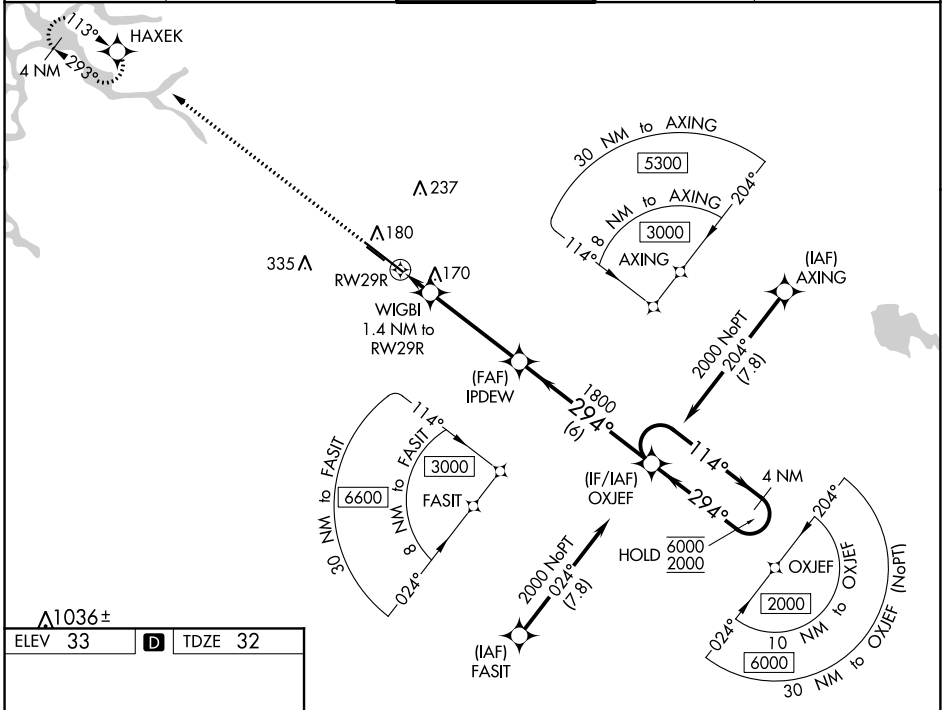 113°
HAXEK
4 NM
293°
237
180
335
RW29R
170
WIGBI
1.4 NM to
RW29R
30 NM to AXING
5300
8 NM to AXING
3000
204°
114°
AXING
(IAF)
AXING
2000 NoPT
204°
(7.8)
(FAF)
IPDEW
1800
294°
(6)
114°
4 NM
294°
(IF/IAF)
OXJEF
HOLD
6000
2000
30 NM to FASIT
6600
8 NM to FASIT
3000
114°
FASIT
024°
2000 NoPT
024°
(7.8)
(IAF)
FASIT
204°
OXJEF
2000
024°
10 NM to OXJEF
6000
30 NM to OXJEF (NoPT)
1036±
ELEV 33 D TDZE 32